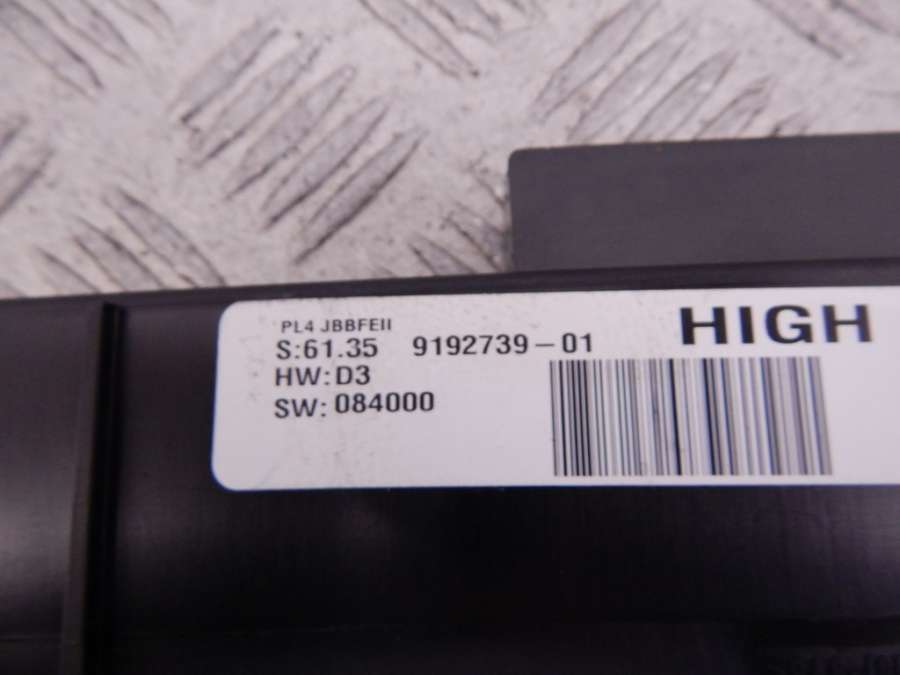 PL4 JBBFEII
HIGH
S:61.35 9192739-01
HW:D3
SW: 084000